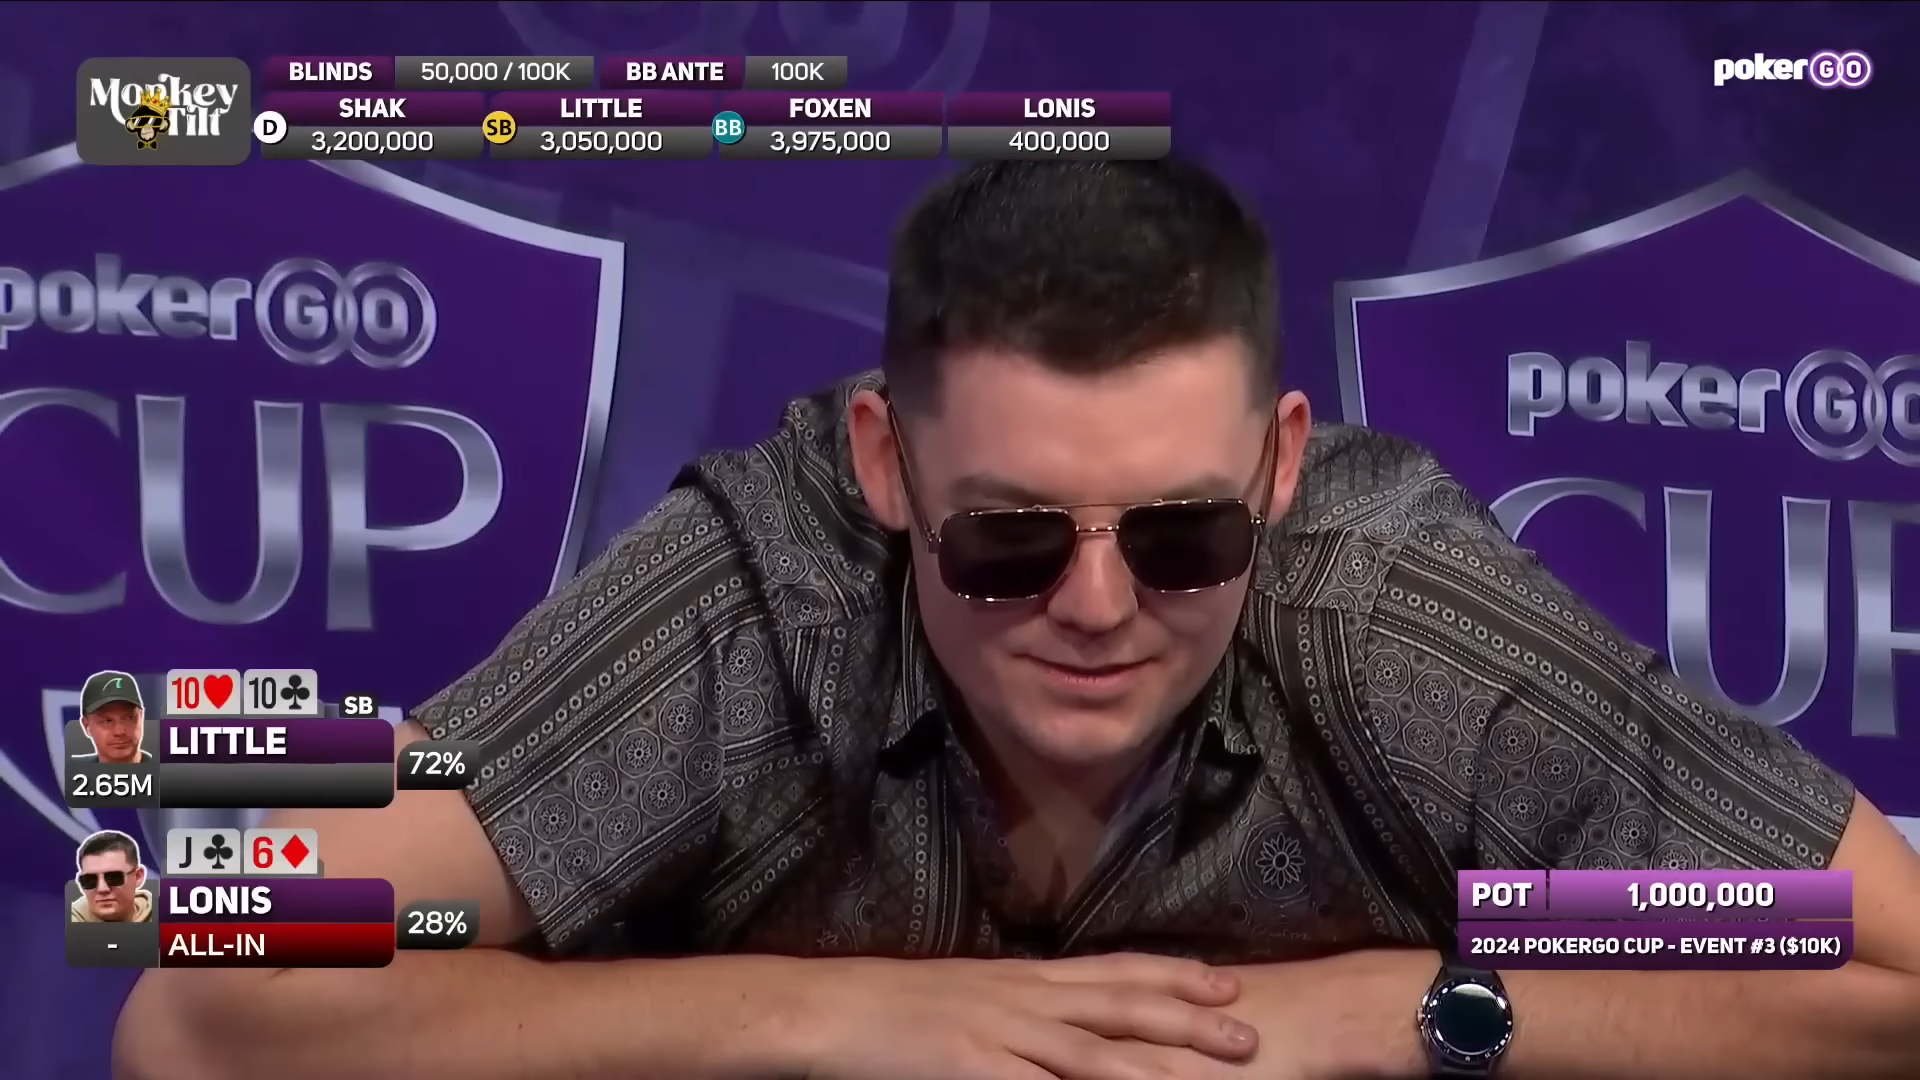 Monkey Tilt
BLINDS 50,000 / 100K BB ANTE 100K
pokerGO
D SHAK 3,200,000
SB LITTLE 3,050,000
BB FOXEN 3,975,000
LONIS 400,000
pokerGO
CUP
pokerGO
CUP
10♥ 10♣ SB
LITTLE
2.65M
72%
J♣ 6♦
LONIS
- ALL-IN
28%
POT 1,000,000
2024 POKERGO CUP - EVENT #3 ($10K)